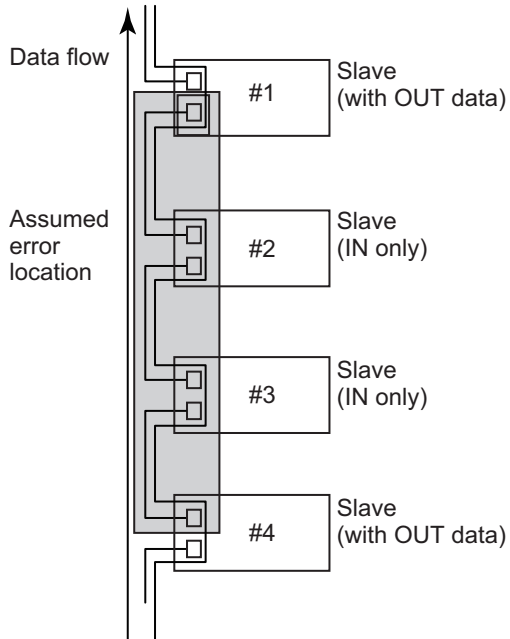 Data flow
#1
Slave
(with OUT data)
Assumed
error
location
#2
Slave
(IN only)
#3
Slave
(IN only)
#4
Slave
(with OUT data)